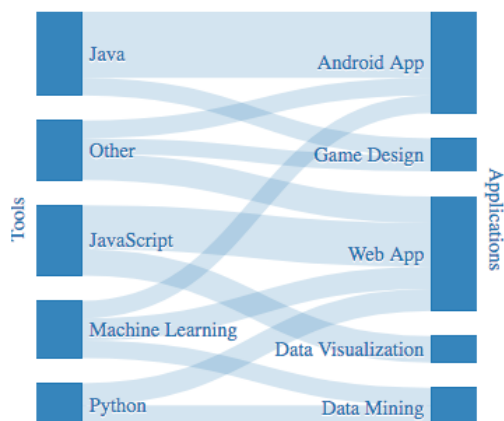 Tools
Java
Other
JavaScript
Machine Learning
Python
Android App
Game Design
Web App
Data Visualization
Data Mining
Applications